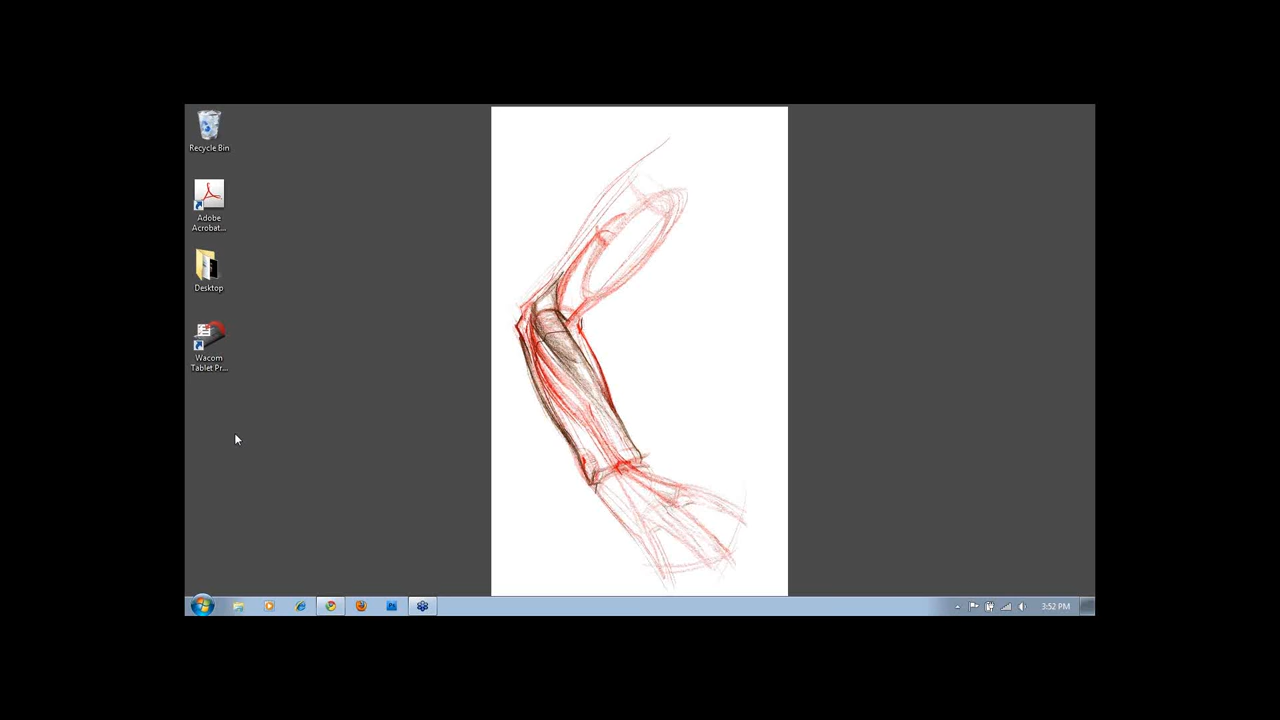 Recycle Bin
Adobe
Acrobat...
Desktop
Wacom
Tablet Pr...
3:52 PM